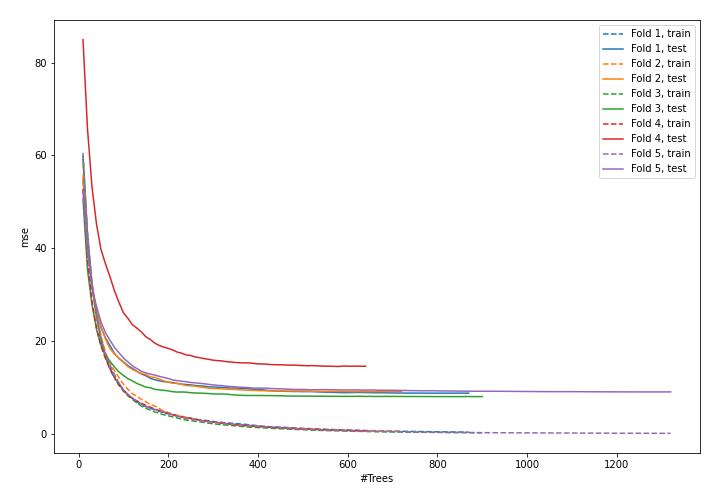 80
60
40
20
0
mse
0 200 400 600 800 1000 1200
#Trees
Fold 1, train
Fold 1, test
Fold 2, train
Fold 2, test
Fold 3, train
Fold 3, test
Fold 4, train
Fold 4, test
Fold 5, train
Fold 5, test